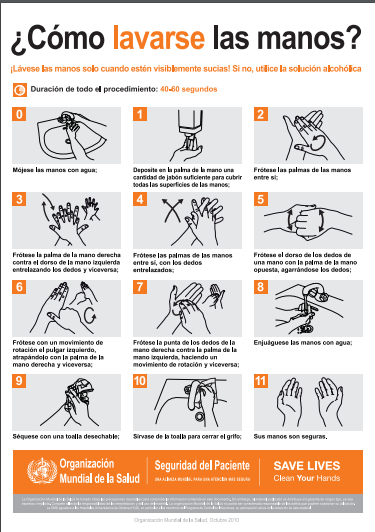 ¿Cómo lavarse las manos?
¡Lávese las manos solo cuando estén visiblemente sucias! Si no, utilice la solución alcohólica
Duración de todo el procedimiento: 40-60 segundos
0
1
2
Mójese las manos con agua;
Deposite en la palma de la mano una
cantidad de jabón suficiente para cubrir
todas las superficies de las manos;
Frótese las palmas de las manos
entre sí;
3
4
5
Frótese la palma de la mano derecha
contra el dorso de la mano izquierda
entrelazando los dedos y viceversa;
Frótese las palmas de las manos
entre sí, con los dedos
entrelazados;
Frótese el dorso de los dedos de
una mano con la palma de la mano
opuesta, agarrándose los dedos;
6
7
8
Frótese con un movimiento de
rotación el pulgar izquierdo,
atrapándolo con la palma de la
mano derecha y viceversa;
Frótese la punta de los dedos de la
mano derecha contra la palma de la
mano izquierda, haciendo un
movimiento de rotación y viceversa;
Enjuáguese las manos con agua;
9
10
11
Séquese con una toalla desechable;
Sírvase de la toalla para cerrar el grifo;
Sus manos son seguras.
Organización
Mundial de la Salud
Seguridad del Paciente
UNA ALIANZA MUNDIAL PARA UNA ATENCIÓN MÁS SEGURA
SAVE LIVES
Clean Your Hands
Organización Mundial de la Salud, Octubre 2010